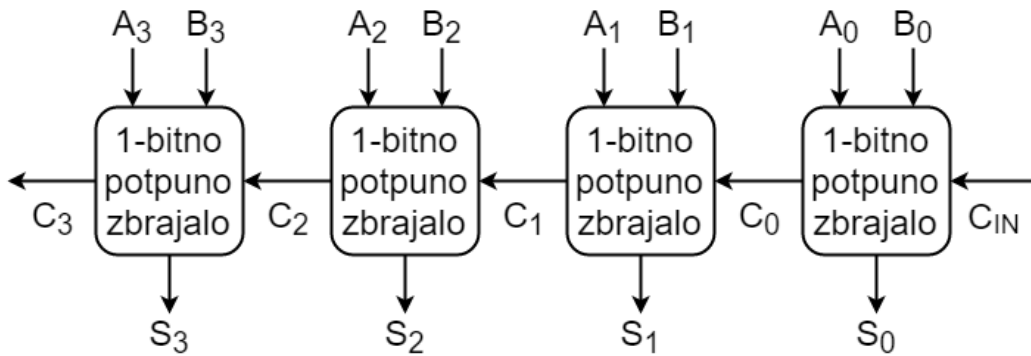 A3 B3 A2 B2 A1 B1 A0 B0
1-bitno potpuno zbrajalo
1-bitno potpuno zbrajalo
1-bitno potpuno zbrajalo
1-bitno potpuno zbrajalo
C3 C2 C1 C0 CIN
S3 S2 S1 S0